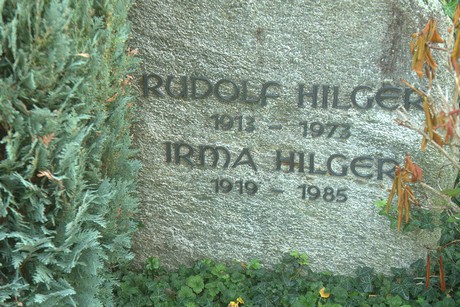 RUDOLF HILGER
1913 - 1973
IRMA HILGER
1919 - 1985